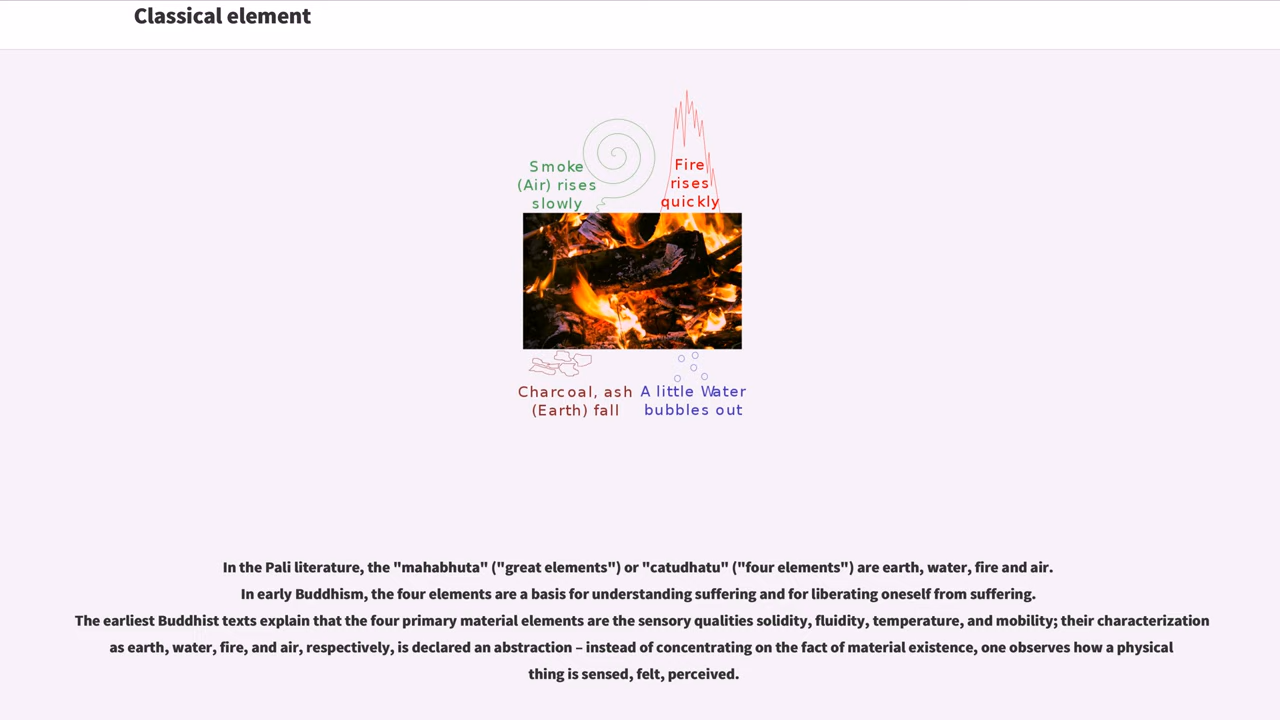 Classical element
Smoke
(Air) rises
slowly
Fire
rises
quickly
Charcoal, ash
(Earth) fall
A little Water
bubbles out
In the Pali literature, the "mahabhuta" ("great elements") or "catudhatu" ("four elements") are earth, water, fire and air.
In early Buddhism, the four elements are a basis for understanding suffering and for liberating oneself from suffering.
The earliest Buddhist texts explain that the four primary material elements are the sensory qualities solidity, fluidity, temperature, and mobility; their characterization
as earth, water, fire, and air, respectively, is declared an abstraction – instead of concentrating on the fact of material existence, one observes how a physical
thing is sensed, felt, perceived.